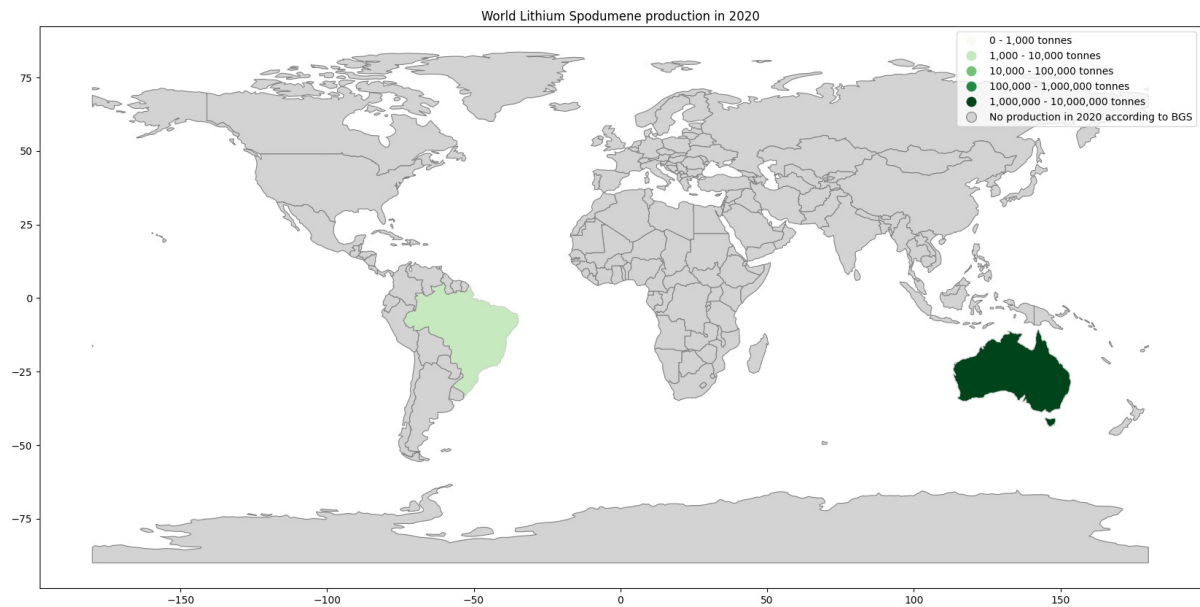 World Lithium Spodumene production in 2020
0 - 1,000 tonnes
1,000 - 10,000 tonnes
10,000 - 100,000 tonnes
100,000 - 1,000,000 tonnes
1,000,000 - 10,000,000 tonnes
No production in 2020 according to BGS
75
50
25
0
−25
−50
−75
−150
−100
−50
0
50
100
150